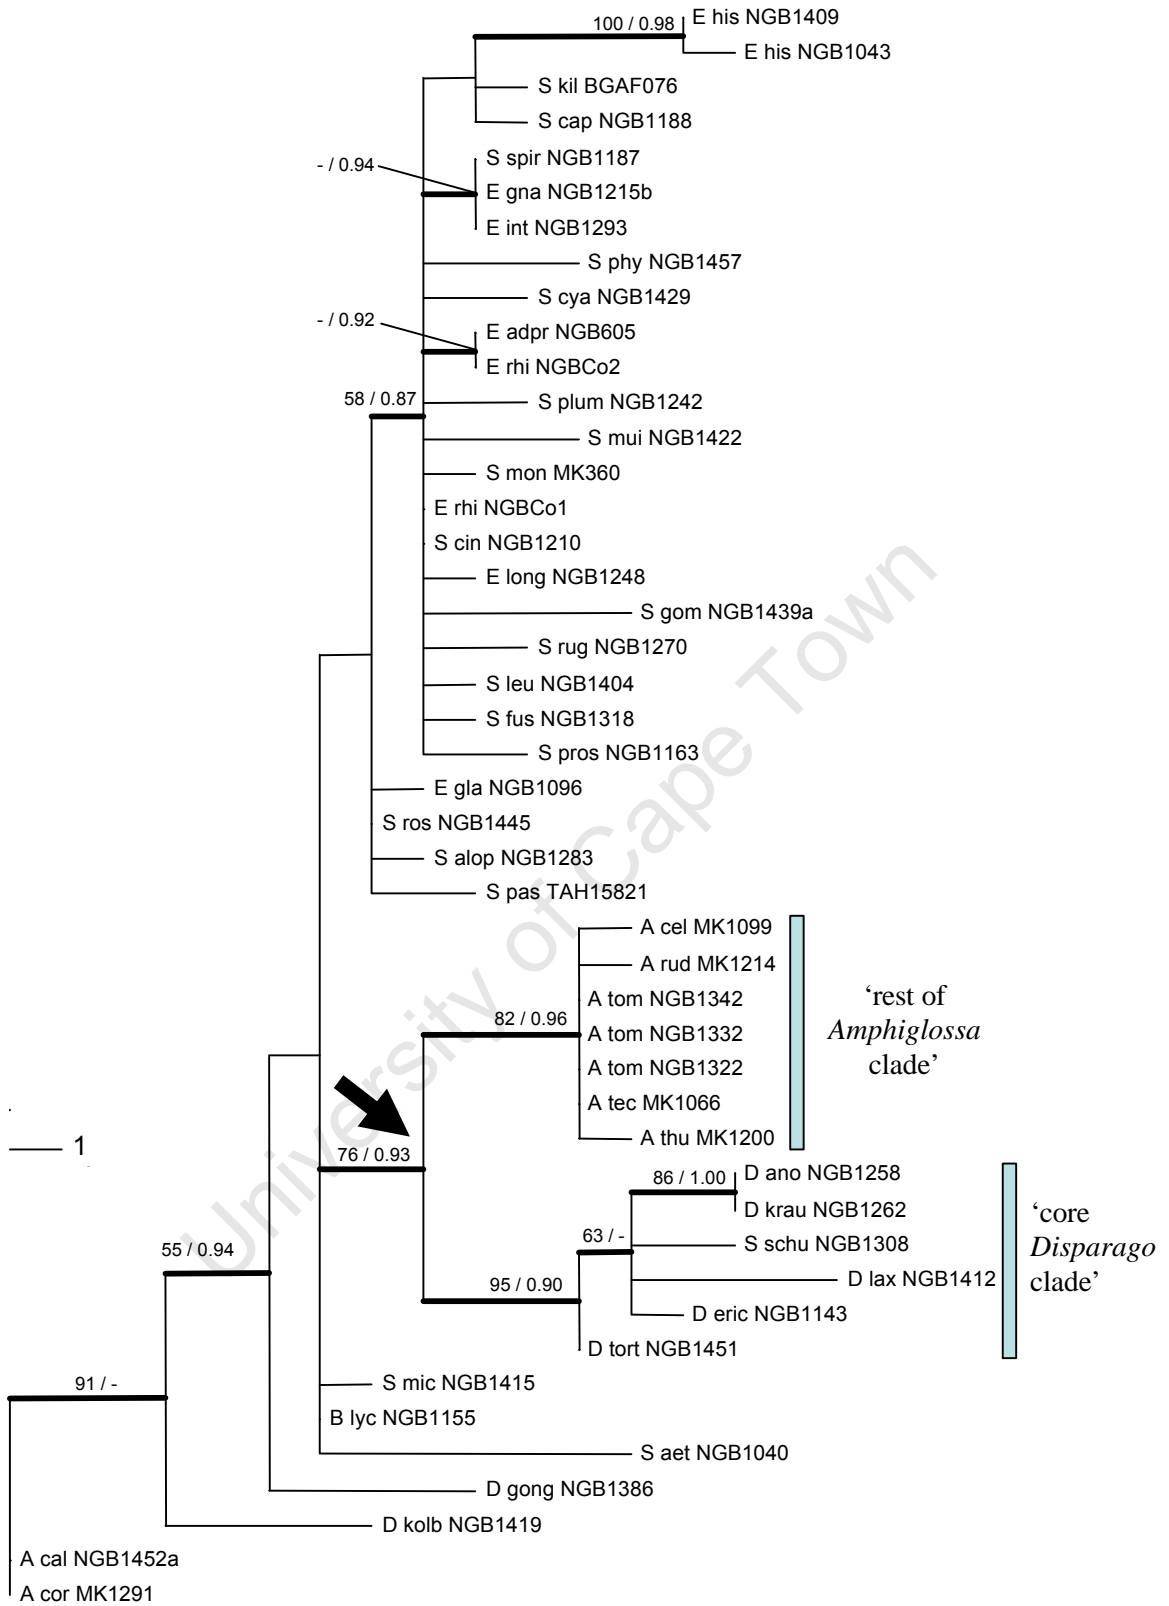 100 / 0.98
E his NGB1409
E his NGB1043
S kil BGAF076
S cap NGB1188
- / 0.94
S spir NGB1187
E gna NGB1215b
E int NGB1293
S phy NGB1457
S cya NGB1429
- / 0.92
E adpr NGB605
E rhi NGBCo2
58 / 0.87
S plum NGB1242
S mui NGB1422
S mon MK360
E rhi NGBCo1
S cin NGB1210
E long NGB1248
S gom NGB1439a
S rug NGB1270
S leu NGB1404
S fus NGB1318
S pros NGB1163
E gla NGB1096
S ros NGB1445
S alop NGB1283
S pas TAH15821
A cel MK1099
A rud MK1214
A tom NGB1342
82 / 0.96
A tom NGB1332
A tom NGB1322
A tec MK1066
A thu MK1200
‘rest of
Amphiglossa
clade’
1
76 / 0.93
86 / 1.00
D ano NGB1258
D krau NGB1262
63 / -
S schu NGB1308
D lax NGB1412
95 / 0.90
D eric NGB1143
D tort NGB1451
‘core
Disparago
clade’
55 / 0.94
91 / -
S mic NGB1415
B lyc NGB1155
S aet NGB1040
D gong NGB1386
D kolb NGB1419
A cal NGB1452a
A cor MK1291
University of Cape Town